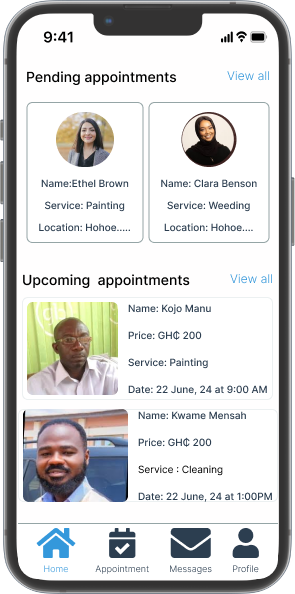 9:41
Pending appointments
View all
Name:Ethel Brown
Service: Painting
Location: Hohoe.....
Name: Clara Benson
Service: Weeding
Location: Hohoe....
Upcoming appointments
View all
Name: Kojo Manu
Price: GH₵ 200
Service: Painting
Date: 22 June, 24 at 9:00 AM
Name: Kwame Mensah
Price: GH₵ 200
Service : Cleaning
Date: 22 June, 24 at 1:00PM
Home
Appointment
Messages
Profile